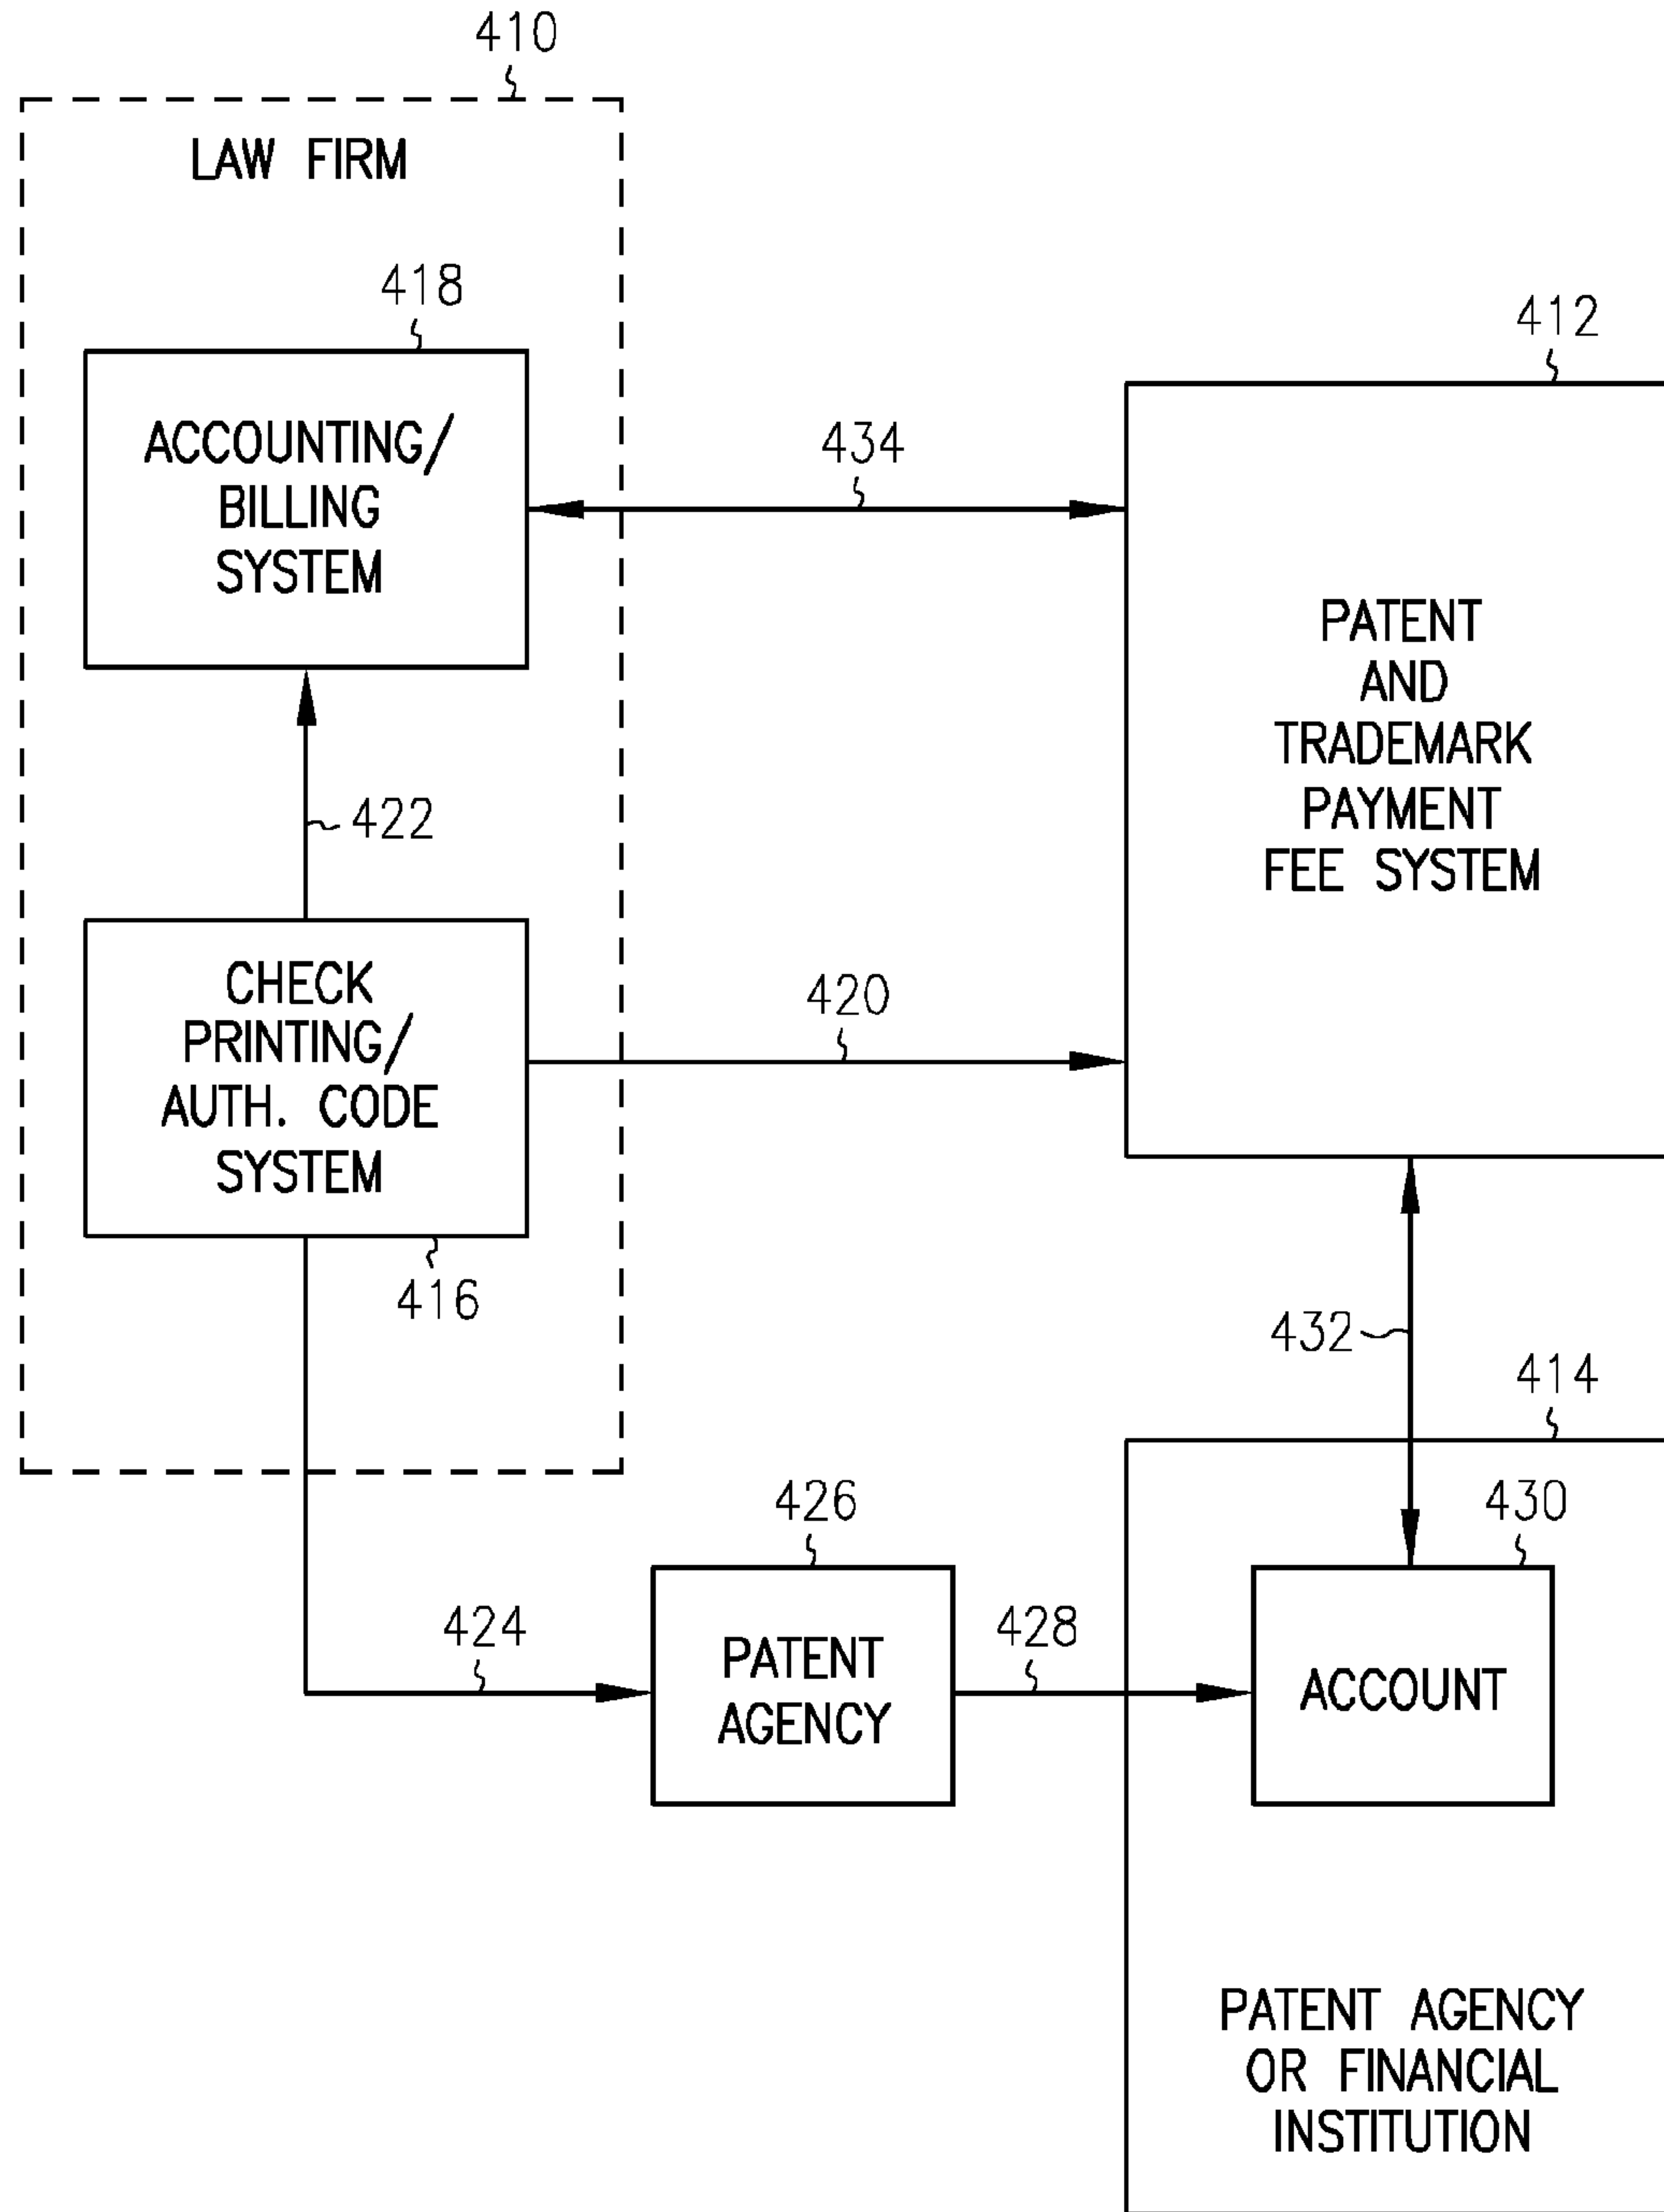 410
LAW FIRM
418
ACCOUNTING/
BILLING
SYSTEM
434
412
PATENT
AND
TRADEMARK
PAYMENT
FEE SYSTEM
422
CHECK
PRINTING/
AUTH. CODE
SYSTEM
416
420
432
414
424
426
PATENT
AGENCY
428
430
ACCOUNT
PATENT AGENCY
OR FINANCIAL
INSTITUTION